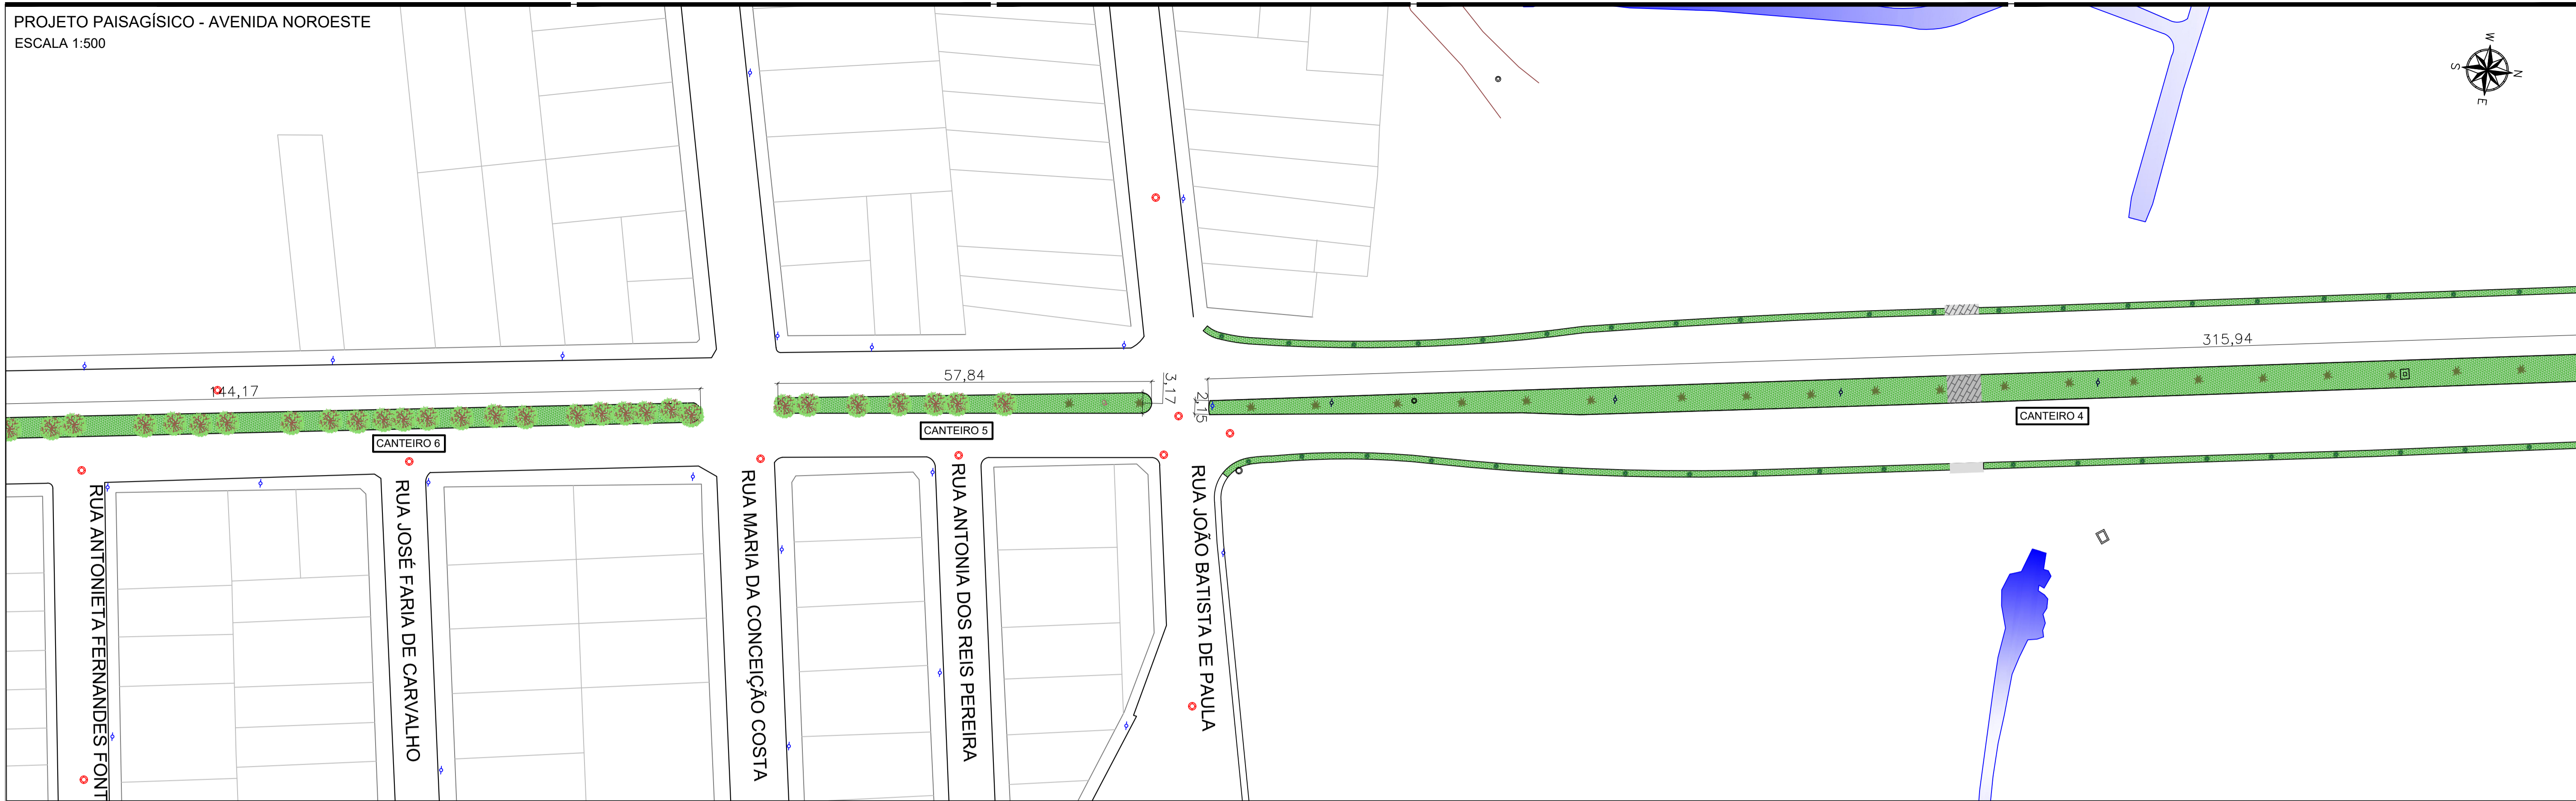 PROJETO PAISAGÍSICO - AVENIDA NOROESTE
ESCALA 1:500
W
S
N
E
315,94
144,17
57,84
3,17
2,15
CANTEIRO 4
CANTEIRO 5
CANTEIRO 6
RUA ANTONIETA FERNANDES FONT
RUA JOSÉ FARIA DE CARVALHO
RUA MARIA DA CONCEIÇÃO COSTA
RUA ANTONIA DOS REIS PEREIRA
RUA JOÃO BATISTA DE PAULA